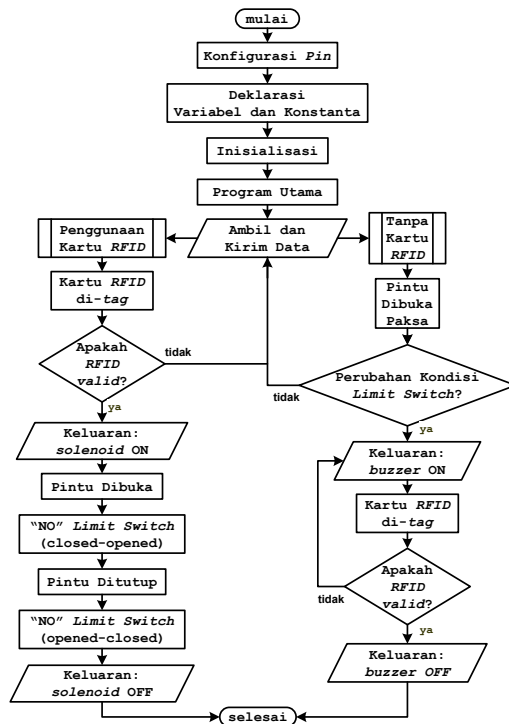 mulai
Konfigurasi Pin
Deklarasi
Variabel dan Konstanta
Inisialisasi
Program Utama
Ambil dan
Kirim Data
Penggunaan
Kartu RFID
Kartu RFID
di-tag
Apakah
RFID
valid?
tidak
ya
Keluaran:
solenoid ON
Pintu Dibuka
"NO" Limit Switch
(closed-opened)
Pintu Ditutup
"NO" Limit Switch
(opened-closed)
Keluaran:
solenoid OFF
Tanpa
Kartu
RFID
Pintu
Dibuka
Paksa
Perubahan Kondisi
Limit Switch?
tidak
ya
Keluaran:
buzzer ON
Kartu RFID
di-tag
Apakah
RFID
valid?
tidak
ya
Keluaran:
buzzer OFF
selesai